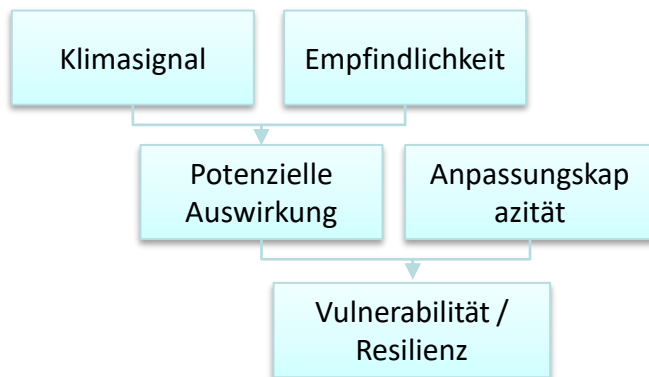 Klimasignal
Empfindlichkeit
Potenzielle
Auswirkung
Anpassungskap
azität
Vulnerabilität /
Resilienz